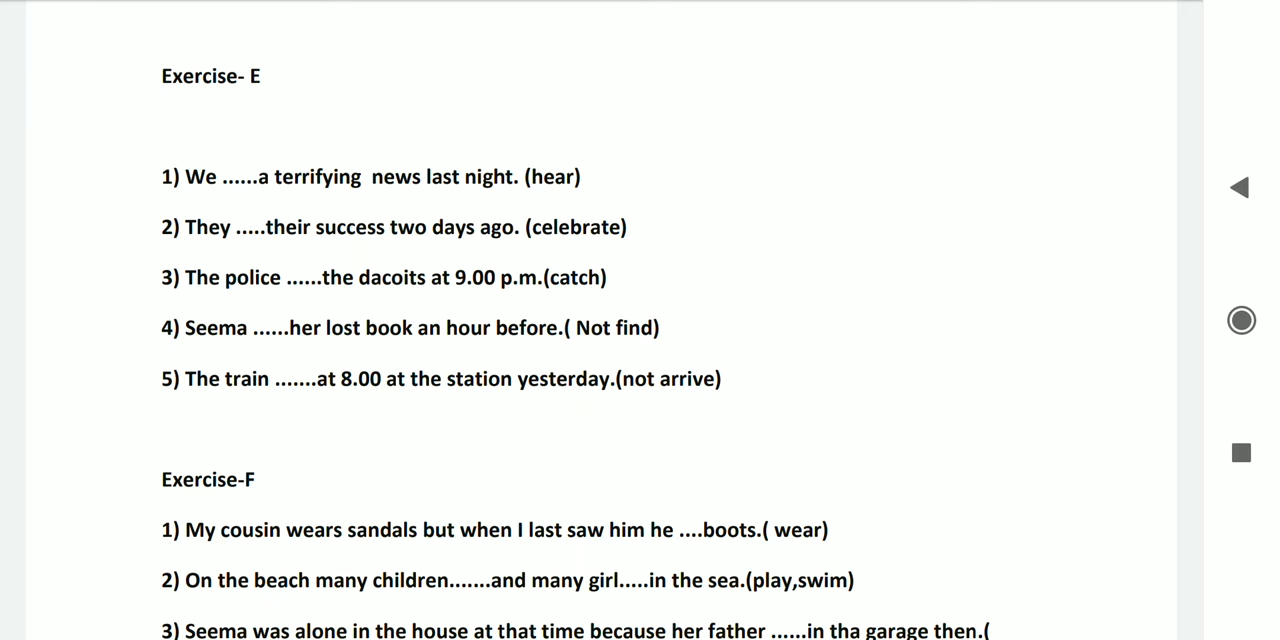 Exercise- E
1) We ......a terrifying  news last night. (hear)
2) They .....their success two days ago. (celebrate)
3) The police ......the dacoits at 9.00 p.m.(catch)
4) Seema ......her lost book an hour before.( Not find)
5) The train .......at 8.00 at the station yesterday.(not arrive)
Exercise-F
1) My cousin wears sandals but when I last saw him he ....boots.( wear)
2) On the beach many children.......and many girl.....in the sea.(play,swim)
3) Seema was alone in the house at that time because her father ......in tha garage then.(